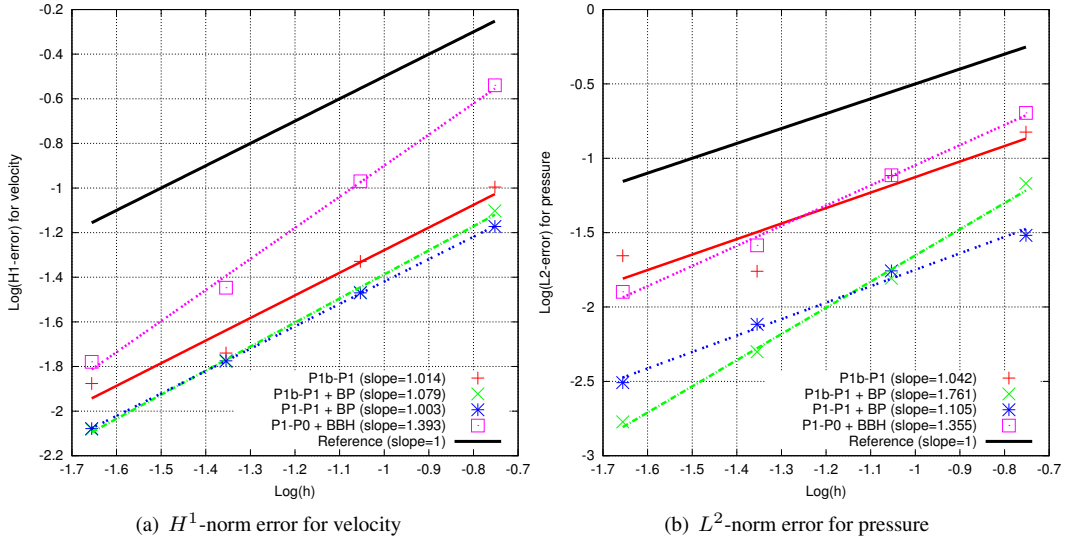 -0.2
-0.4
-0.6
-0.8
-1
-1.2
-1.4
-1.6
-1.8
-2
-2.2
Log(H1-error) for velocity
P1b-P1 (slope=1.014)
P1b-P1 + BP (slope=1.079)
P1-P1 + BP (slope=1.003)
P1-P0 + BBH (slope=1.393)
Reference (slope=1)
-1.7 -1.6 -1.5 -1.4 -1.3 -1.2 -1.1 -1 -0.9 -0.8 -0.7
Log(h)
(a) H¹-norm error for velocity
0
-0.5
-1
-1.5
-2
-2.5
-3
Log(L2-error) for pressure
P1b-P1 (slope=1.042)
P1b-P1 + BP (slope=1.761)
P1-P1 + BP (slope=1.105)
P1-P0 + BBH (slope=1.355)
Reference (slope=1)
-1.7 -1.6 -1.5 -1.4 -1.3 -1.2 -1.1 -1 -0.9 -0.8 -0.7
Log(h)
(b) L²-norm error for pressure